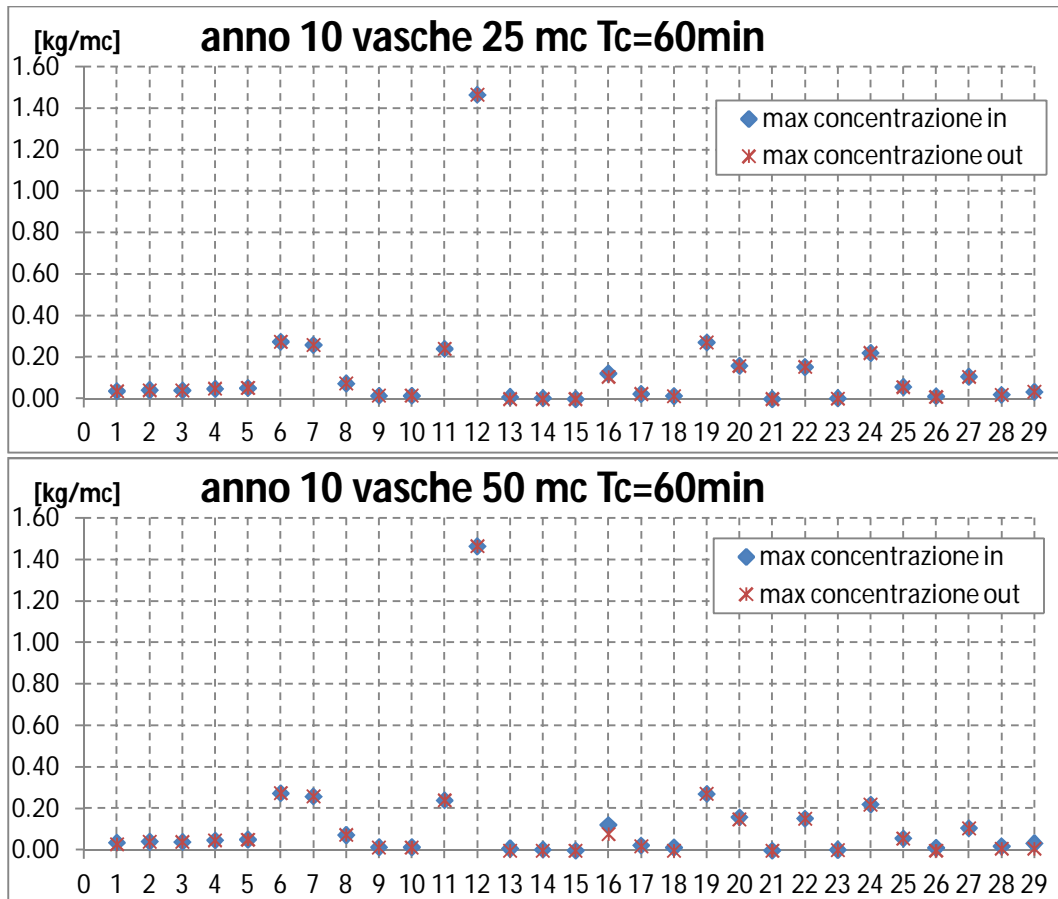 [kg/mc] anno 10 vasche 25 mc Tc=60min
1.60
1.40
1.20
1.00
0.80
0.60
0.40
0.20
0.00
max concentrazione in
max concentrazione out
0 1 2 3 4 5 6 7 8 9 10 11 12 13 14 15 16 17 18 19 20 21 22 23 24 25 26 27 28 29
[kg/mc] anno 10 vasche 50 mc Tc=60min
1.60
1.40
1.20
1.00
0.80
0.60
0.40
0.20
0.00
max concentrazione in
max concentrazione out
0 1 2 3 4 5 6 7 8 9 10 11 12 13 14 15 16 17 18 19 20 21 22 23 24 25 26 27 28 29